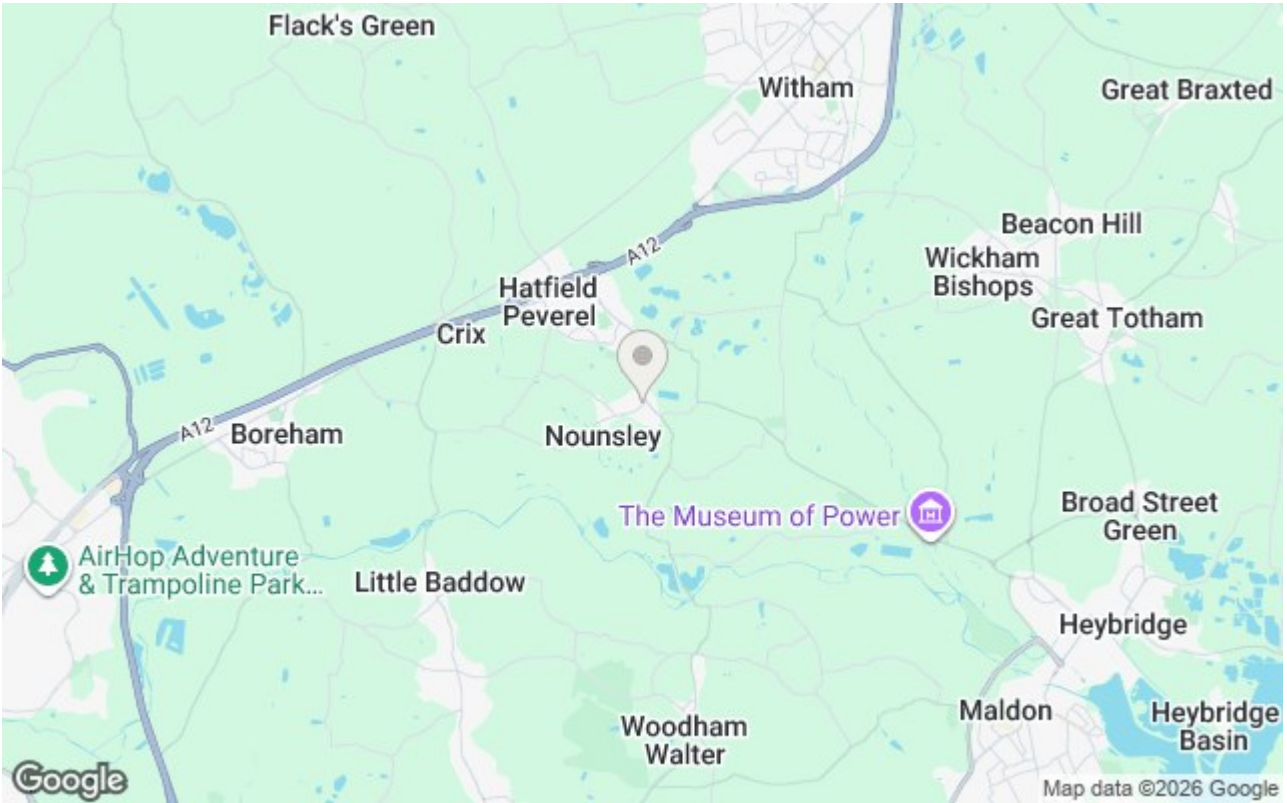 Flack's Green
Witham
Great Braxted
Beacon Hill
Wickham
Bishops
A12
Hatfield
Peverel
Great Totham
Crix
A12
Boreham
Nounsley
The Museum of Power
Broad Street
Green
AirHop Adventure
& Trampoline Park...
Little Baddow
Heybridge
Maldon
Heybridge
Basin
Woodham
Walter
Google
Map data ©2026 Google